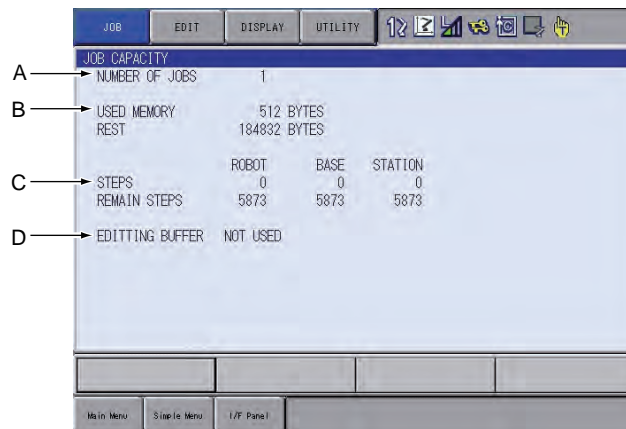 JOB EDIT DISPLAY UTILITY
JOB CAPACITY
A NUMBER OF JOBS 1
B USED MEMORY 512 BYTES
REST 184832 BYTES
ROBOT BASE STATION
C STEPS 0 0 0
REMAIN STEPS 5873 5873 5873
D EDITTING BUFFER NOT USED
Main Menu Simple Menu I/F Panel